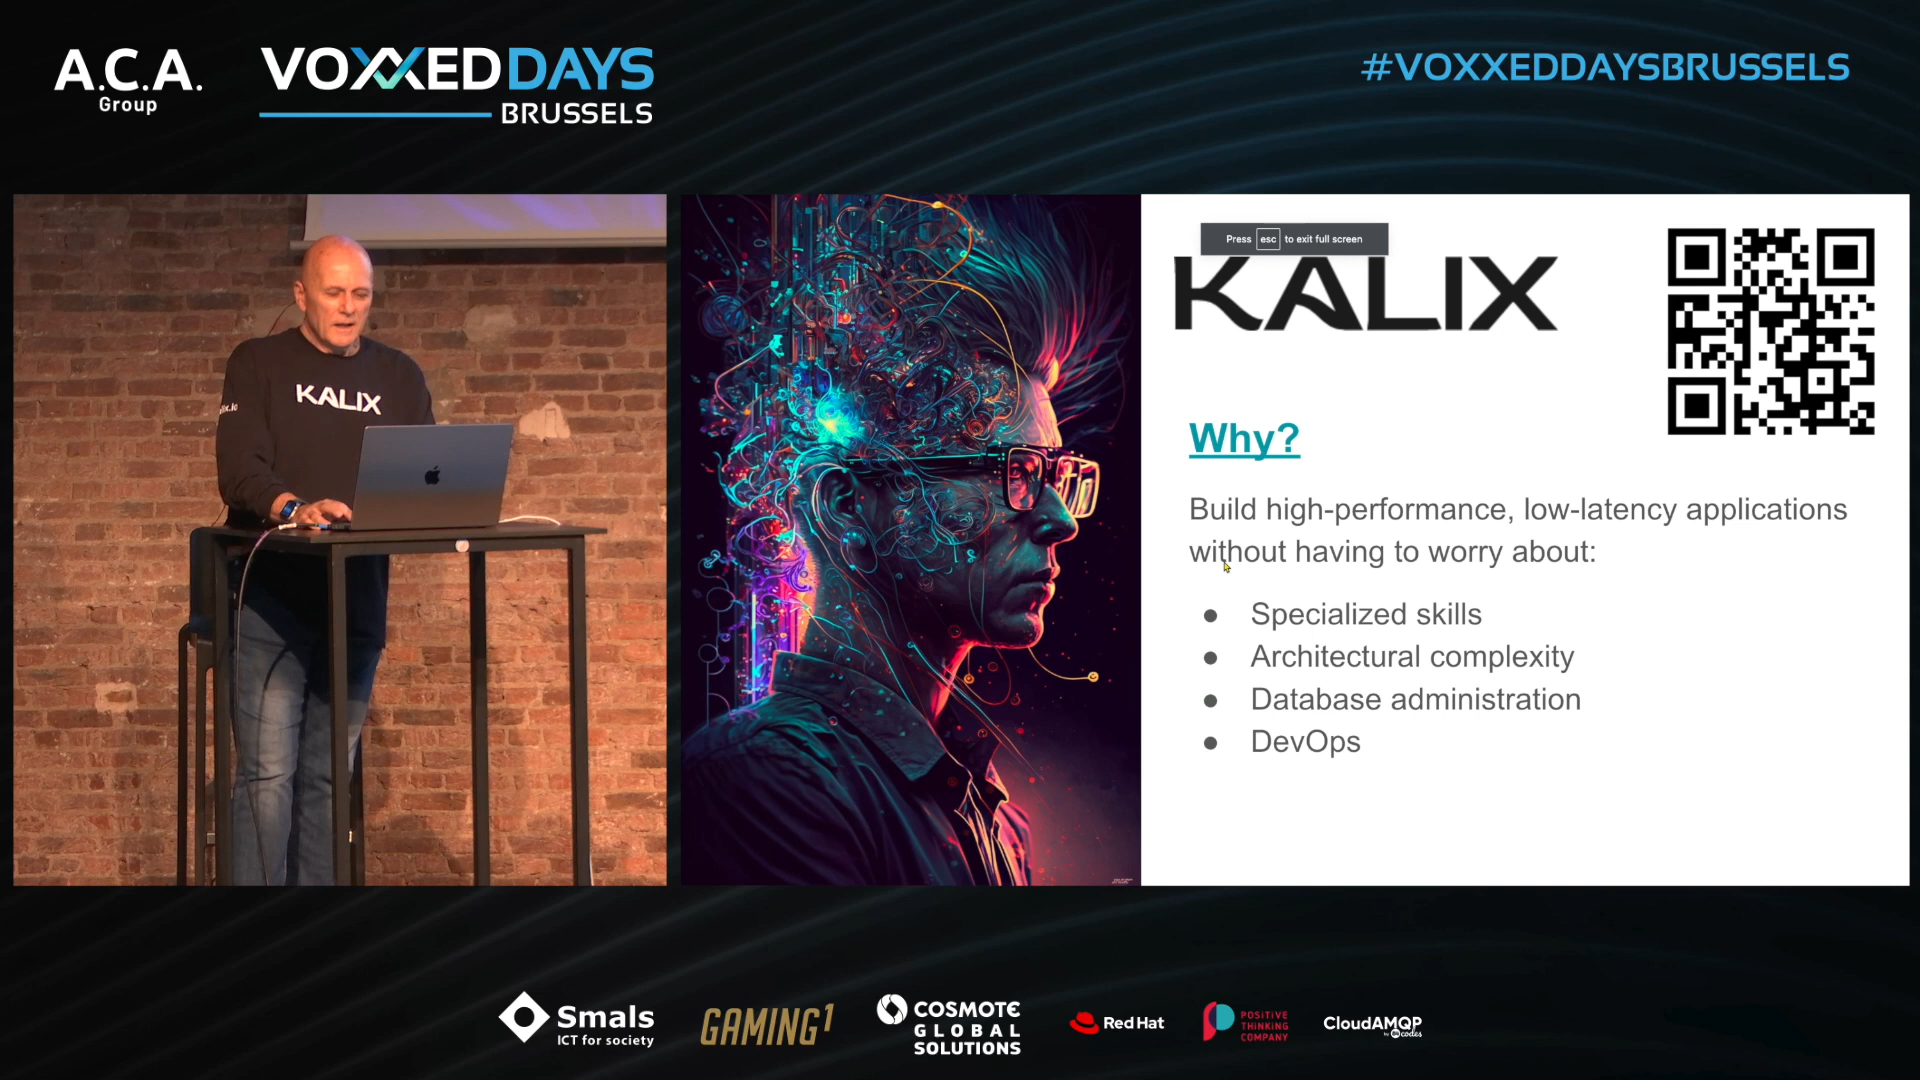 A.C.A.
Group
VOXXED DAYS
BRUSSELS
#VOXXEDDAYSBRUSSELS
KALIX
Press esc to exit full screen
KALIX
Why?
Build high-performance, low-latency applications
without having to worry about:
● Specialized skills
● Architectural complexity
● Database administration
● DevOps
Smals
ICT for society
GAMING1
COSMOTE
GLOBAL
SOLUTIONS
Red Hat
POSITIVE
THINKING
COMPANY
CloudAMQP